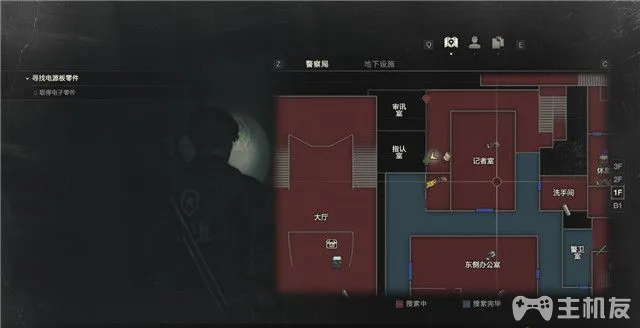 Q E
Z 警察局 地下设施 C
寻找电源板零件
取得电子零件
审讯
室
指认
室
记者室
休息
洗手间
大厅
警卫
室
东侧办公室
3F
2F
1F
B1
搜索中 搜索完毕
主机友